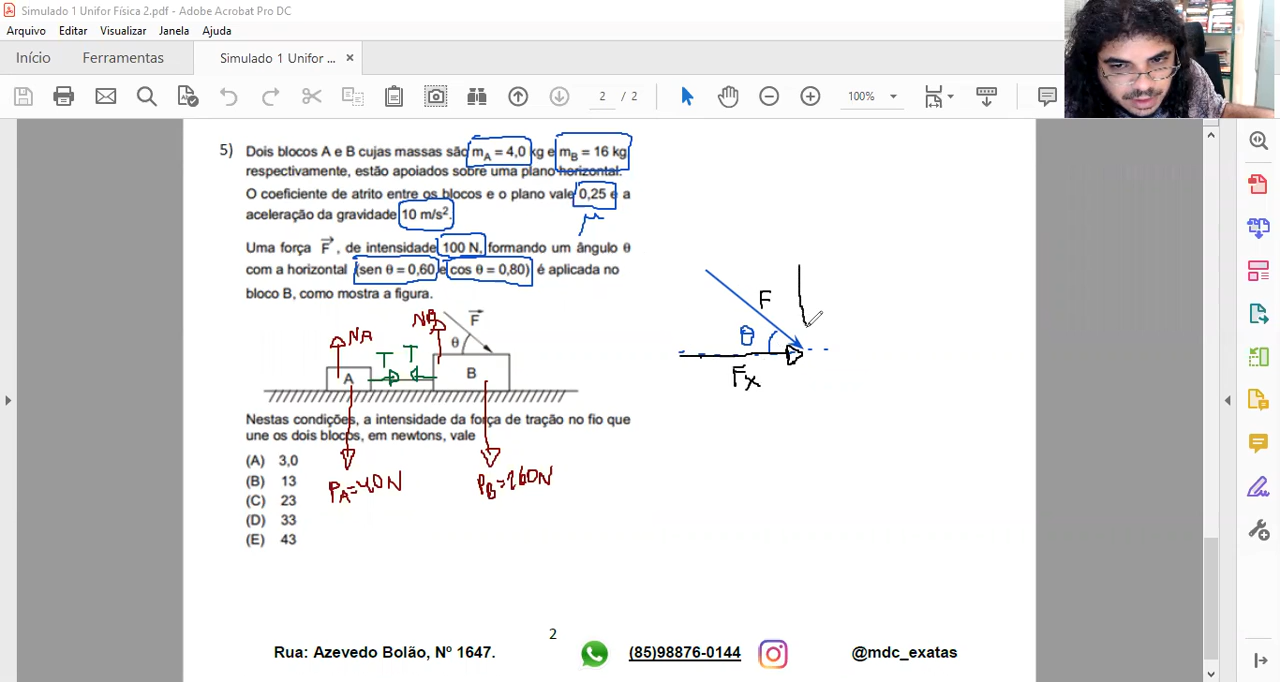 Simulado 1 Unifor Física 2.pdf - Adobe Acrobat Pro DC
Arquivo Editar Visualizar Janela Ajuda
Início Ferramentas Simulado 1 Unifor ... ×
2 / 2 100%
5) Dois blocos A e B cujas massas são mA = 4,0 kg e mB = 16 kg
respectivamente, estão apoiados sobre uma plano horizontal.
O coeficiente de atrito entre os blocos e o plano vale 0,25 e a
aceleração da gravidade 10 m/s².
μ
Uma força F, de intensidade 100 N, formando um ângulo θ
com a horizontal (sen θ = 0,60 e cos θ = 0,80) é aplicada no
bloco B, como mostra a figura.
NA NB F θ
T T
A B
F
θ
Fx
Nestas condições, a intensidade da força de tração no fio que
une os dois blocos, em newtons, vale
(A) 3,0
(B) 13
(C) 23
(D) 33
(E) 43
PA=40N PB=160N
2
Rua: Azevedo Bolão, Nº 1647. (85)98876-0144 @mdc_exatas